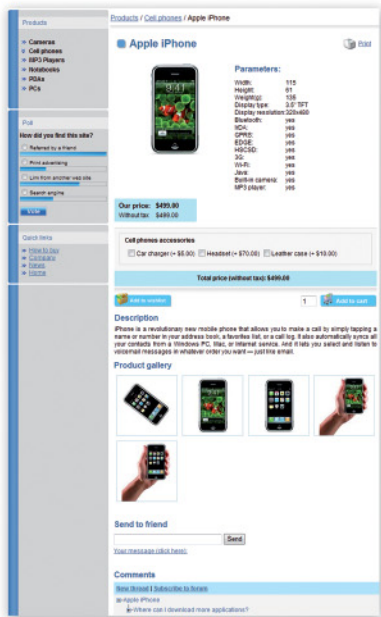 Products
Cameras
Cell phones
MP3 Players
Notebooks
PDAs
PCs
Poll
How did you find this site?
Referred by a friend
Print advertising
Link from another web site
Search engine
Quick links
How to buy
Company
News
Home
Products / Cell phones / Apple iPhone
Apple iPhone
Print
9:41
Parameters:
Width: 115
Height: 61
Weight(g): 135
Display type: 3.5" TFT
Display resolution: 320x480
Bluetooth: yes
IrDA: yes
GPRS: yes
EDGE: yes
HSCSD: yes
3G: yes
Wi-Fi: yes
Java: yes
Built-in camera: yes
MP3 player: yes
Our price: $499.00
Without tax $499.00
Cell phones accessories
Car charger (+ $5.00) Headset (+ $70.00) Leather case (+ $10.00)
Total price (without tax): $499.00
Add to wishlist
1 Add to cart
Description
iPhone is a revolutionary new mobile phone that allows you to make a call by simply tapping a
name or number in your address book, a favorites list, or a call log. It also automatically syncs all
your contacts from a Windows PC, Mac, or Internet service. And it lets you select and listen to
voicemail messages in whatever order you want — just like email.
Product gallery
Send to friend
Send
Your message (click here):
Comments
New thread | Subscribe to forum
Apple iPhone
Where can I download more applications?